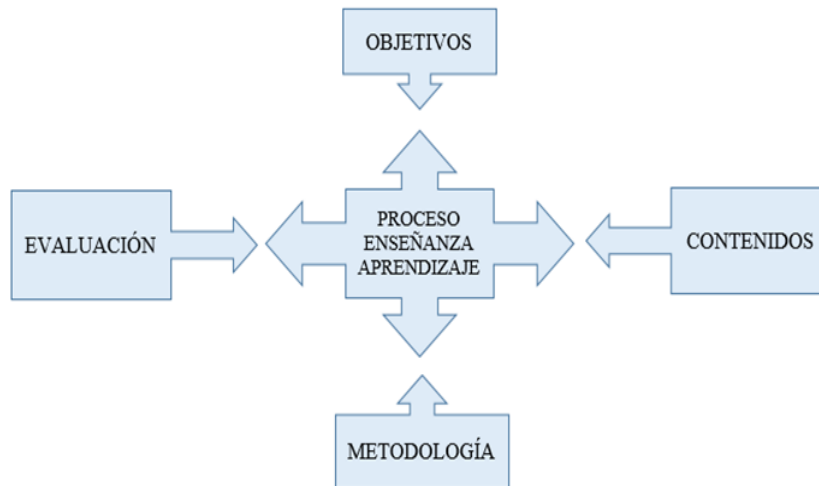 OBJETIVOS
EVALUACIÓN
PROCESO
ENSEÑANZA
APRENDIZAJE
CONTENIDOS
METODOLOGÍA